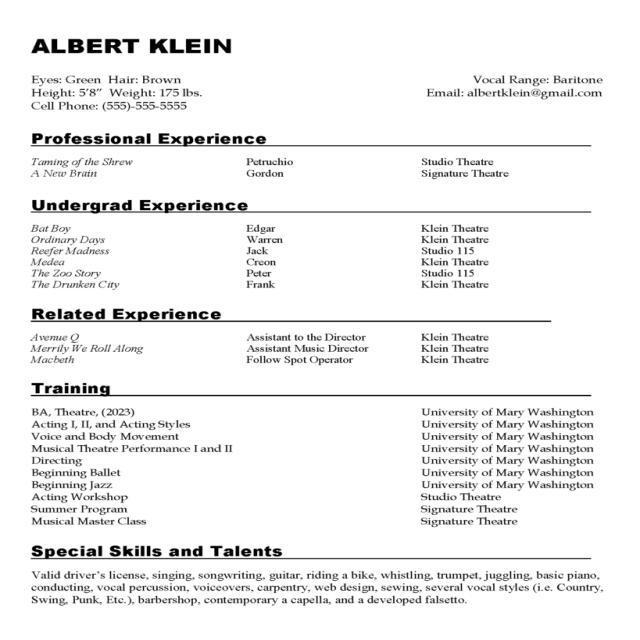 ALBERT KLEIN
Eyes: Green Hair: Brown Vocal Range: Baritone
Height: 5'8" Weight: 175 lbs. Email: albertklein@gmail.com
Cell Phone: (555)-555-5555
Professional Experience
Taming of the Shrew Petruchio Studio Theatre
A New Brain Gordon Signature Theatre
Undergrad Experience
Bat Boy Edgar Klein Theatre
Ordinary Days Warren Klein Theatre
Reefer Madness Jack Studio 115
Medea Creon Klein Theatre
The Zoo Story Peter Studio 115
The Drunken City Frank Klein Theatre
Related Experience
Avenue Q Assistant to the Director Klein Theatre
Merrily We Roll Along Assistant Music Director Klein Theatre
Macbeth Follow Spot Operator Klein Theatre
Training
BA, Theatre, (2023) University of Mary Washington
Acting I, II, and Acting Styles University of Mary Washington
Voice and Body Movement University of Mary Washington
Musical Theatre Performance I and II University of Mary Washington
Directing University of Mary Washington
Beginning Ballet University of Mary Washington
Beginning Jazz University of Mary Washington
Acting Workshop Studio Theatre
Summer Program Signature Theatre
Musical Master Class Signature Theatre
Special Skills and Talents
Valid driver's license, singing, songwriting, guitar, riding a bike, whistling, trumpet, juggling, basic piano,
conducting, vocal percussion, voiceovers, carpentry, web design, sewing, several vocal styles (i.e. Country,
Swing, Punk, Etc.), barbershop, contemporary a capella, and a developed falsetto.